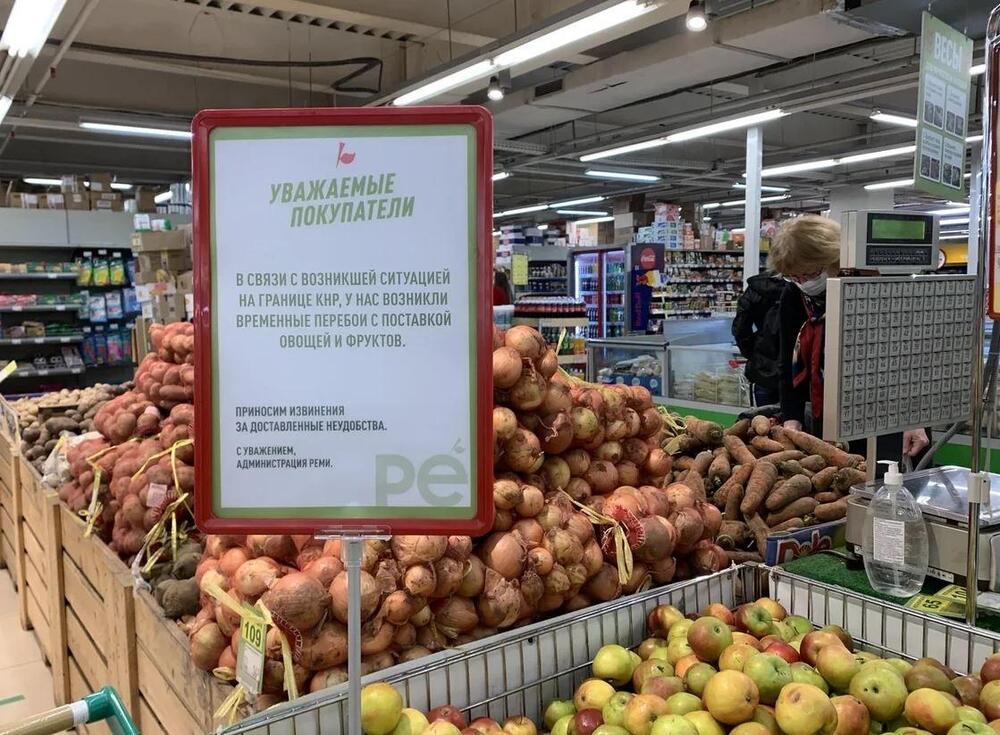 УВАЖАЕМЫЕ
ПОКУПАТЕЛИ
В СВЯЗИ С ВОЗНИКШЕЙ СИТУАЦИЕЙ
НА ГРАНИЦЕ КНР, У НАС ВОЗНИКЛИ
ВРЕМЕННЫЕ ПЕРЕБОИ С ПОСТАВКОЙ
ОВОЩЕЙ И ФРУКТОВ.
ПРИНОСИМ ИЗВИНЕНИЯ
ЗА ДОСТАВЛЕННЫЕ НЕУДОБСТВА.
С УВАЖЕНИЕМ,
АДМИНИСТРАЦИЯ РЕМИ.
ре́
ВЕСЫ
109